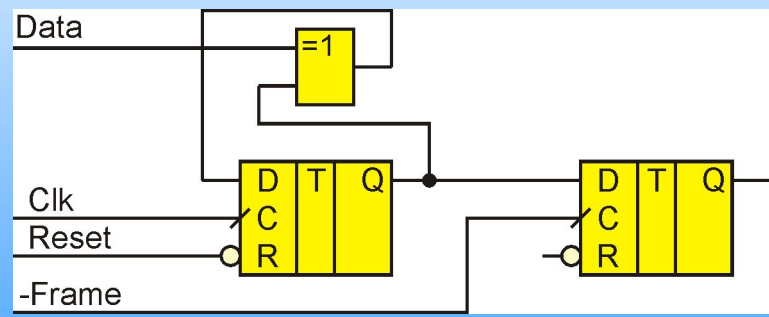 Data
=1
D T Q
D T Q
Clk
C
C
Reset
R
R
-Frame